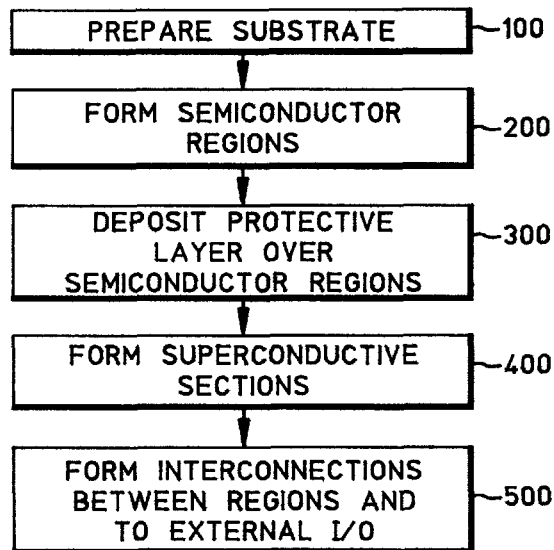 PREPARE SUBSTRATE
100
FORM SEMICONDUCTOR
REGIONS
200
DEPOSIT PROTECTIVE
LAYER OVER
SEMICONDUCTOR REGIONS
300
FORM SUPERCONDUCTIVE
SECTIONS
400
FORM INTERCONNECTIONS
BETWEEN REGIONS AND
TO EXTERNAL I/O
500